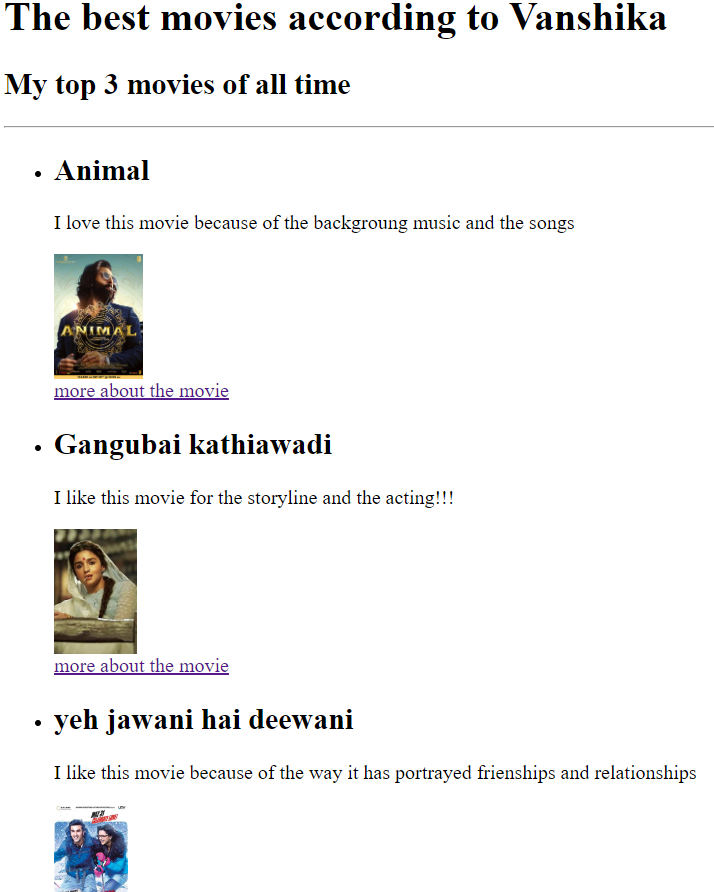 The best movies according to Vanshika
My top 3 movies of all time
Animal
I love this movie because of the backgroung music and the songs
ANIMAL
more about the movie
Gangubai kathiawadi
I like this movie for the storyline and the acting!!!
more about the movie
yeh jawani hai deewani
I like this movie because of the way it has portrayed frienships and relationships